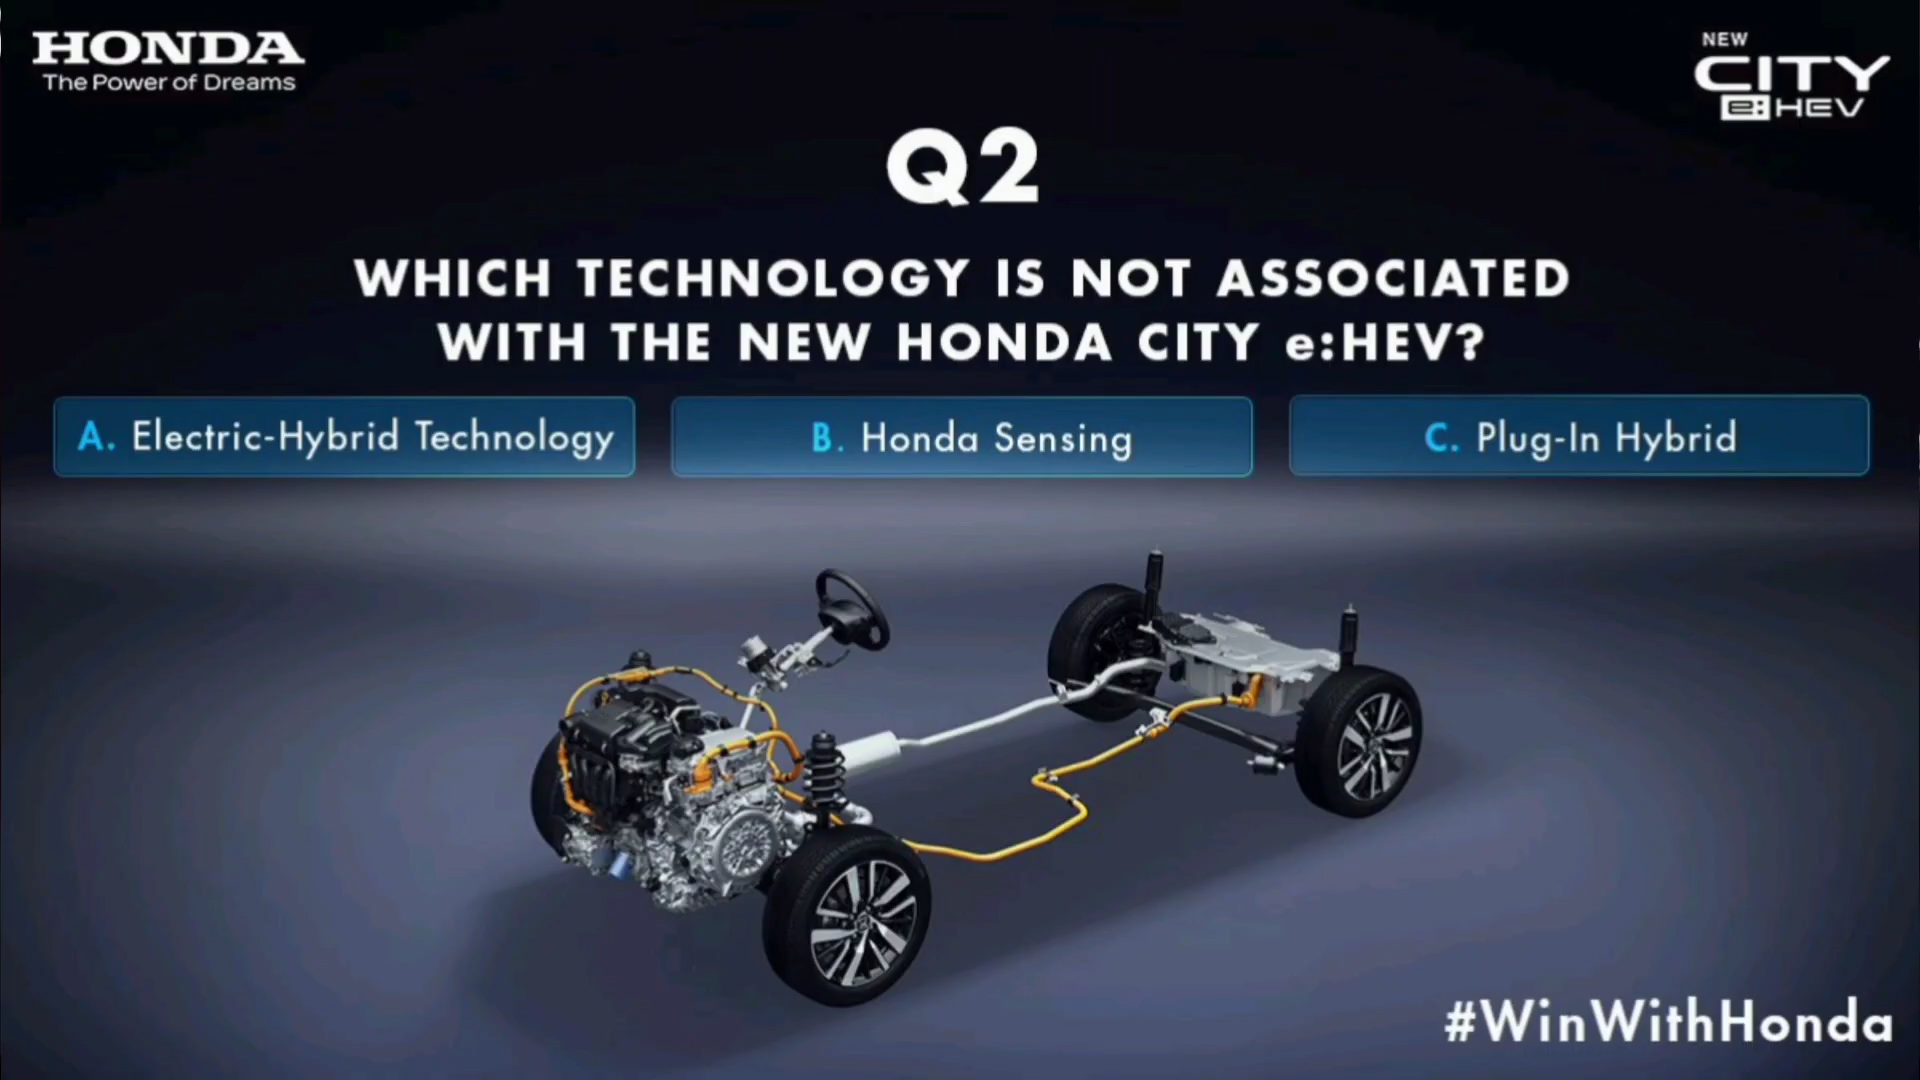 HONDA
The Power of Dreams
NEW
CITY
e:HEV
Q2
WHICH TECHNOLOGY IS NOT ASSOCIATED
WITH THE NEW HONDA CITY e:HEV?
A. Electric-Hybrid Technology
B. Honda Sensing
C. Plug-In Hybrid
#WinWithHonda